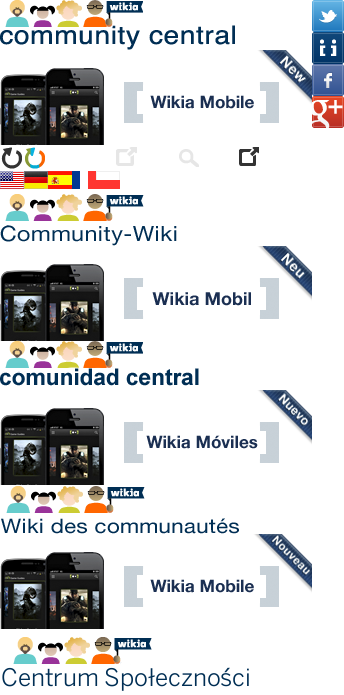 wikia
community central
New
Wikia Mobile
g+
wikia
Community-Wiki
Neu
Wikia Mobil
wikia
comunidad central
Nuevo
Wikia Móviles
wikia
Wiki des communautés
Nouveau
Wikia Mobile
wikia
Centrum Społeczności